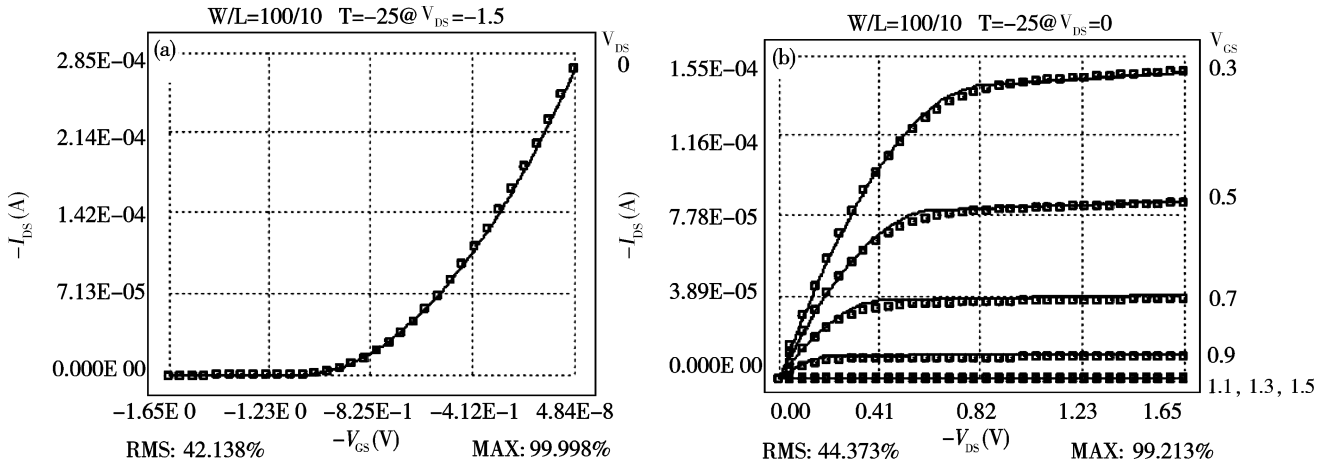 W/L=100/10 T=-25@V_DS=-1.5
(a)
V_DS
0
2.85E-04
2.14E-04
1.42E-04
7.13E-05
0.000E 00
-I_DS(A)
-1.65E 0 -1.23E 0 -8.25E-1 -4.12E-1 4.84E-8
-V_GS(V)
RMS: 42.138% MAX: 99.998%
W/L=100/10 T=-25@V_DS=0
(b)
V_GS
0.3
0.5
0.7
0.9
1.1, 1.3, 1.5
1.55E-04
1.16E-04
7.78E-05
3.89E-05
0.000E 00
-I_DS(A)
0.00 0.41 0.82 1.23 1.65
-V_DS(V)
RMS: 44.373% MAX: 99.213%